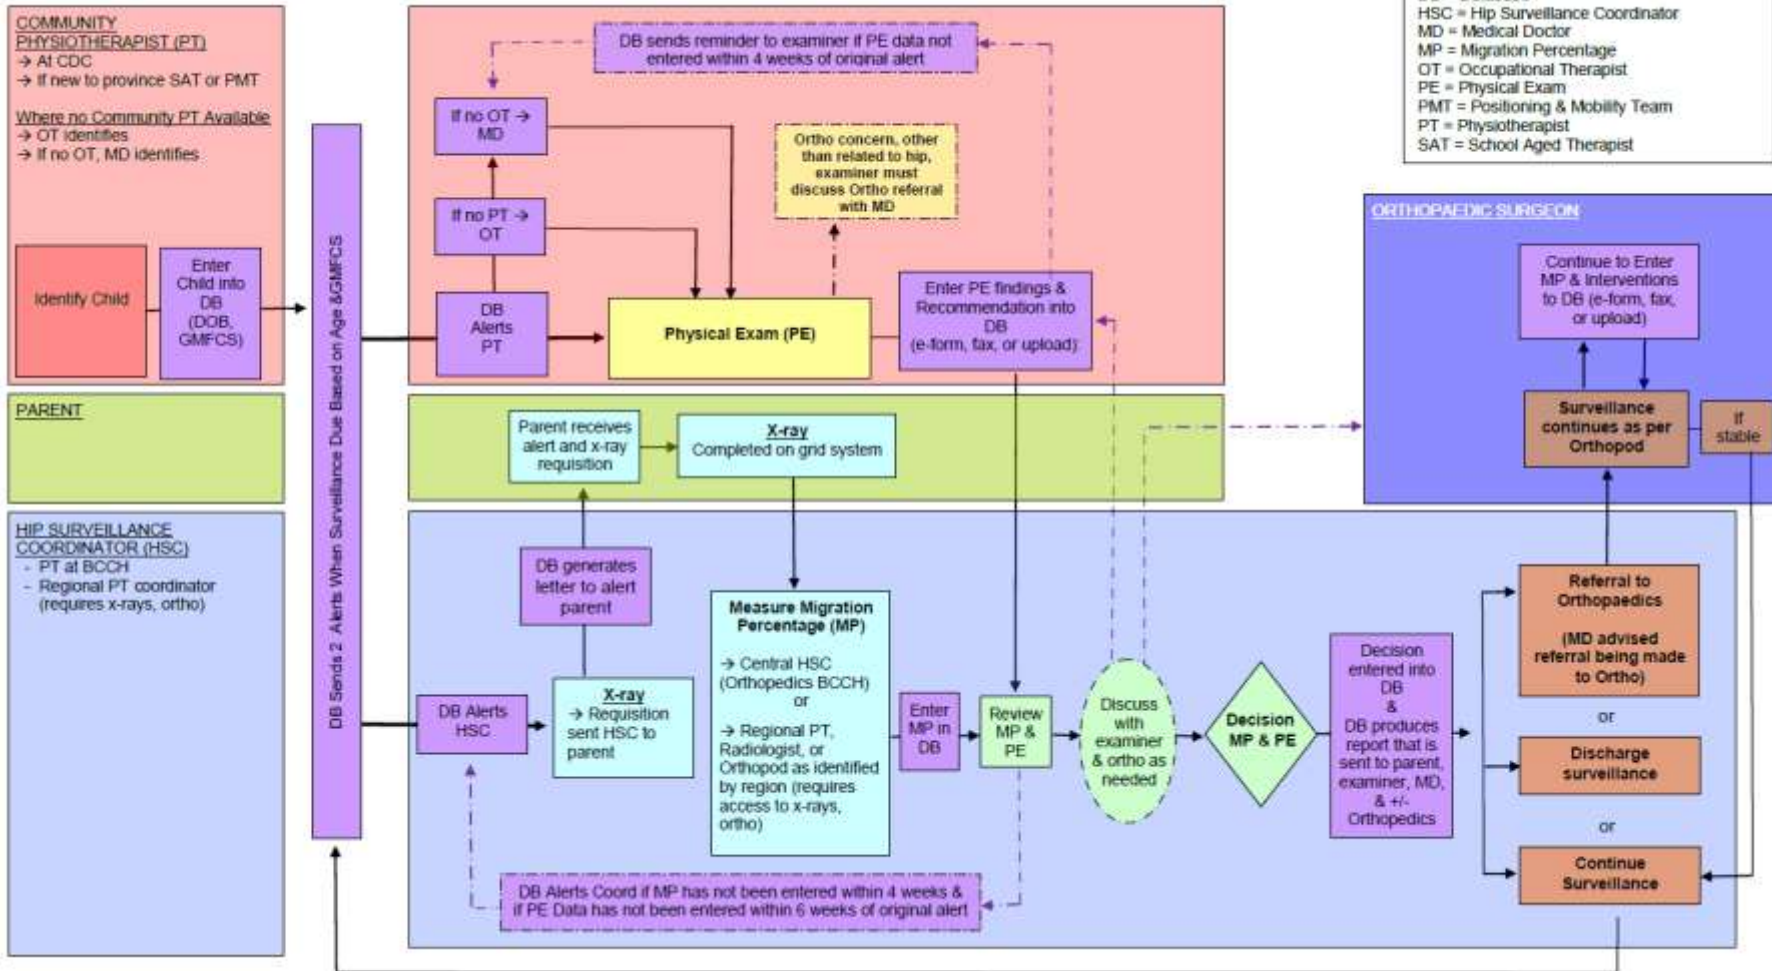 COMMUNITY
PHYSIOTHERAPIST (PT)
→ At CDC
→ If new to province SAT or PMT
Where no Community PT Available
→ OT identifies
→ If no OT, MD identifies
Identify Child
Enter
Child into
DB
(DOB,
GMFCS)
PARENT
HIP SURVEILLANCE
COORDINATOR (HSC)
- PT at BCCH
- Regional PT coordinator
(requires x-rays, ortho)
DB Sends 2 Alerts When Surveillance Due Based on Age &GMFCS
DB sends reminder to examiner if PE data not
entered within 4 weeks of original alert
If no OT →
MD
If no PT →
OT
DB
Alerts
PT
Ortho concern, other
than related to hip,
examiner must
discuss Ortho referral
with MD
Physical Exam (PE)
Enter PE findings &
Recommendation into
DB
(e-form, fax, or upload)
Parent receives
alert and x-ray
requisition
X-ray
Completed on grid system
DB generates
letter to alert
parent
DB Alerts
HSC
X-ray
→ Requisition
sent HSC to
parent
Measure Migration
Percentage (MP)
→ Central HSC
(Orthopedics BCCH)
or
→ Regional PT,
Radiologist, or
Orthopod as identified
by region (requires
access to x-rays,
ortho)
Enter
MP in
DB
Review
MP &
PE
Discuss
with
examiner
& ortho as
needed
Decision
MP & PE
Decision
entered into
DB
&
DB produces
report that is
sent to parent,
examiner, MD,
& +/-
Orthopedics
DB Alerts Coord if MP has not been entered within 4 weeks &
if PE Data has not been entered within 6 weeks of original alert
HSC = Hip Surveillance Coordinator
MD = Medical Doctor
MP = Migration Percentage
OT = Occupational Therapist
PE = Physical Exam
PMT = Positioning & Mobility Team
PT = Physiotherapist
SAT = School Aged Therapist
ORTHOPAEDIC SURGEON
Continue to Enter
MP & Interventions
to DB (e-form, fax,
or upload)
Surveillance
continues as per
Orthopod
If
stable
Referral to
Orthopaedics
(MD advised
referral being made
to Ortho)
or
Discharge
surveillance
or
Continue
Surveillance